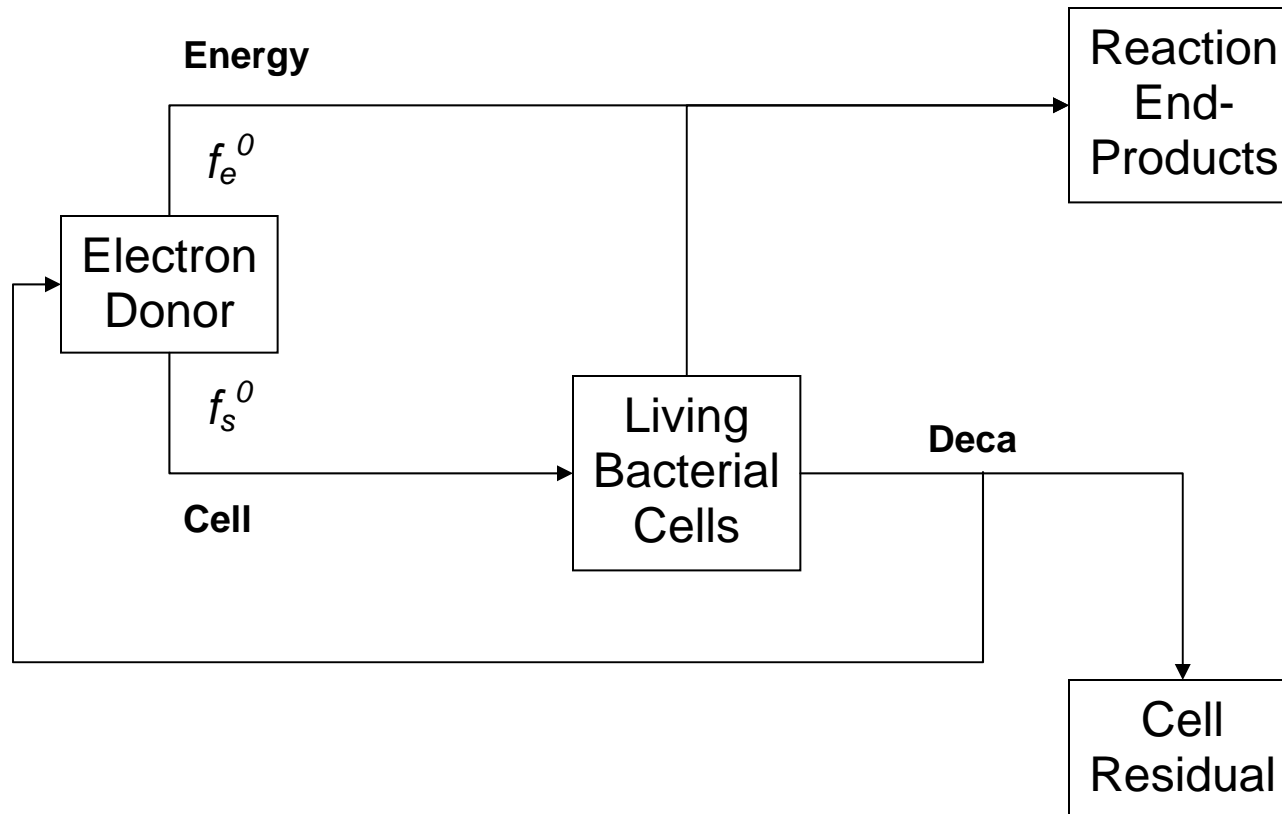 Energy
Reaction
End-
Products
f_e^0
Electron
Donor
f_s^0
Living
Bacterial
Cells
Deca
Cell
Cell
Residual